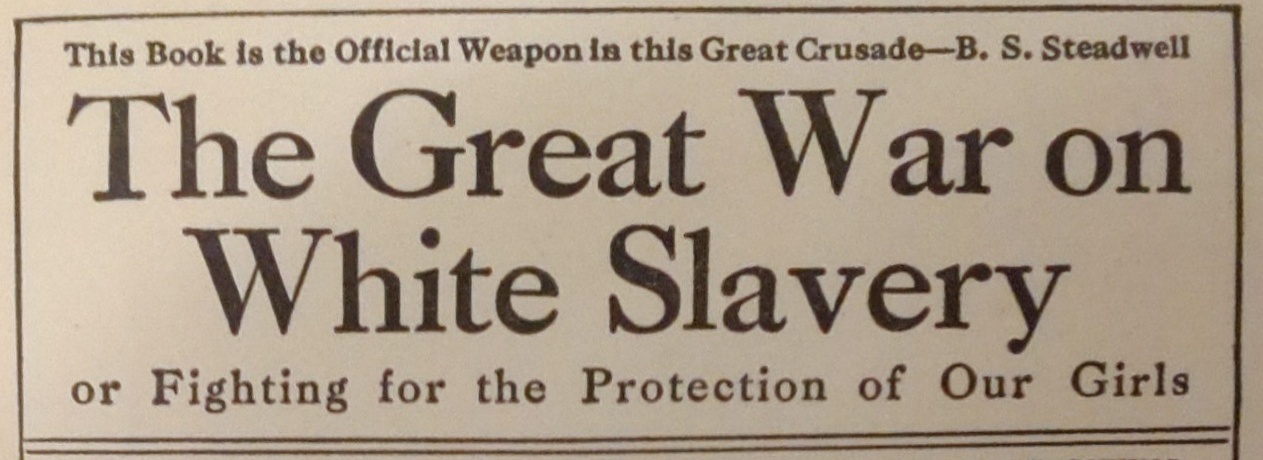 This Book is the Official Weapon in this Great Crusade—B. S. Steadwell
The Great War on
White Slavery
or Fighting for the Protection of Our Girls